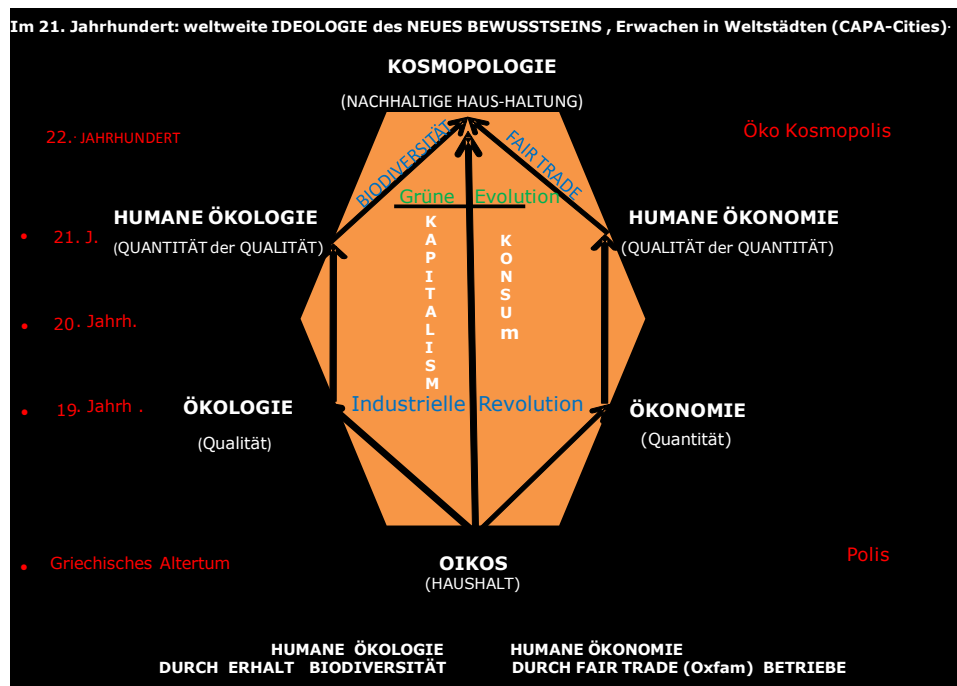 Im 21. Jahrhundert: weltweite IDEOLOGIE des NEUES BEWUSSTSEINS , Erwachen in Weltstädten (CAPA-Cities)·
KOSMOPOLOGIE
(NACHHALTIGE HAUS-HALTUNG)
22.· JAHRHUNDERT
Öko Kosmopolis
BIODIVERSITÄT
FAIR TRADE
Grüne Evolution
HUMANE ÖKOLOGIE
HUMANE ÖKONOMIE
• 21. J.
(QUANTITÄT der QUALITÄT)
(QUALITÄT der QUANTITÄT)
KAPITALISM
KONSUm
• 20. Jahrh.
• 19. Jahrh .
ÖKOLOGIE
Industrielle Revolution
ÖKONOMIE
(Qualität)
(Quantität)
• Griechisches Altertum
Polis
OIKOS
(HAUSHALT)
HUMANE ÖKOLOGIE HUMANE ÖKONOMIE
DURCH ERHALT BIODIVERSITÄT DURCH FAIR TRADE (Oxfam) BETRIEBE